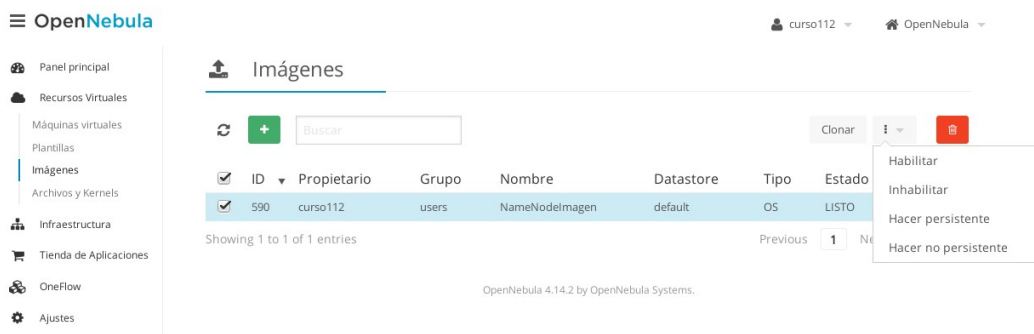 OpenNebula
curso112
OpenNebula
Panel principal
Recursos Virtuales
Máquinas virtuales
Plantillas
Imágenes
Archivos y Kernels
Infraestructura
Tienda de Aplicaciones
OneFlow
Ajustes
Imágenes
Buscar
Clonar
Habilitar
Inhabilitar
Hacer persistente
Hacer no persistente
ID Propietario Grupo Nombre Datastore Tipo Estado
590 curso112 users NameNodeImagen default OS LISTO
Showing 1 to 1 of 1 entries
Previous 1
OpenNebula 4.14.2 by OpenNebula Systems.